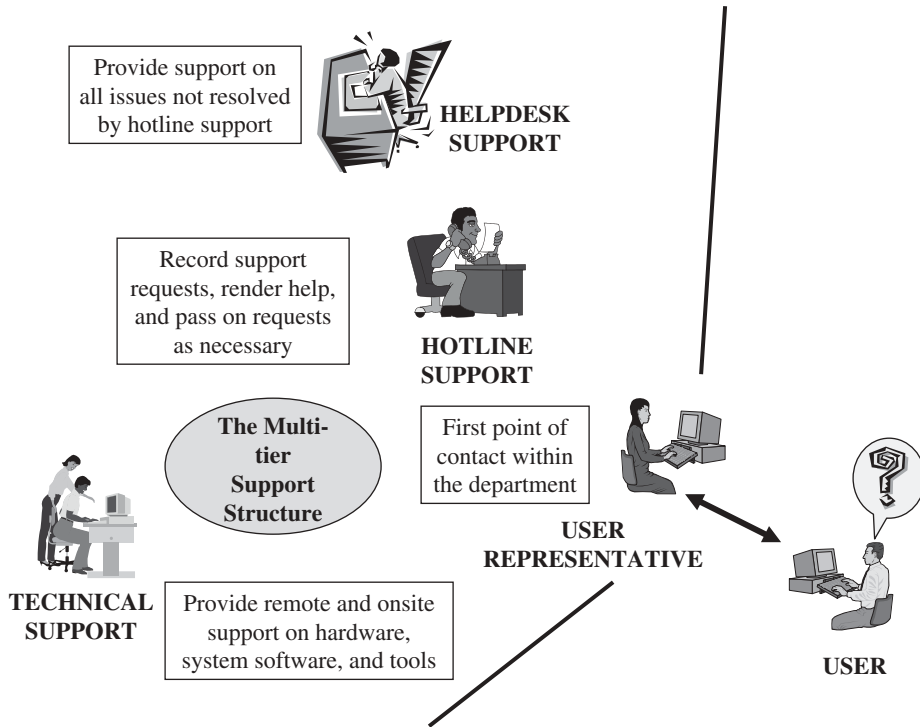 Provide support on
all issues not resolved
by hotline support
HELPDESK
SUPPORT
Record support
requests, render help,
and pass on requests
as necessary
HOTLINE
SUPPORT
The Multi-
tier
Support
Structure
First point of
contact within
the department
USER
REPRESENTATIVE
TECHNICAL
SUPPORT
Provide remote and onsite
support on hardware,
system software, and tools
?
USER